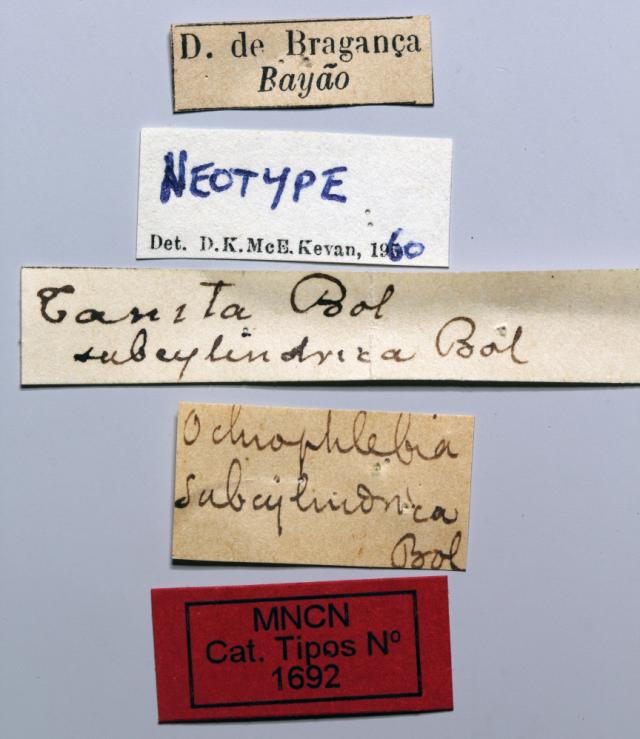 D. de Bragança
Bayão
NEOTYPE
Det. D.K.McE.Kevan, 1960
Tanita Bol
subcylindrica Bol
Ochrophlebia
subcylindrica
Bol
MNCN
Cat. Tipos Nº
1692